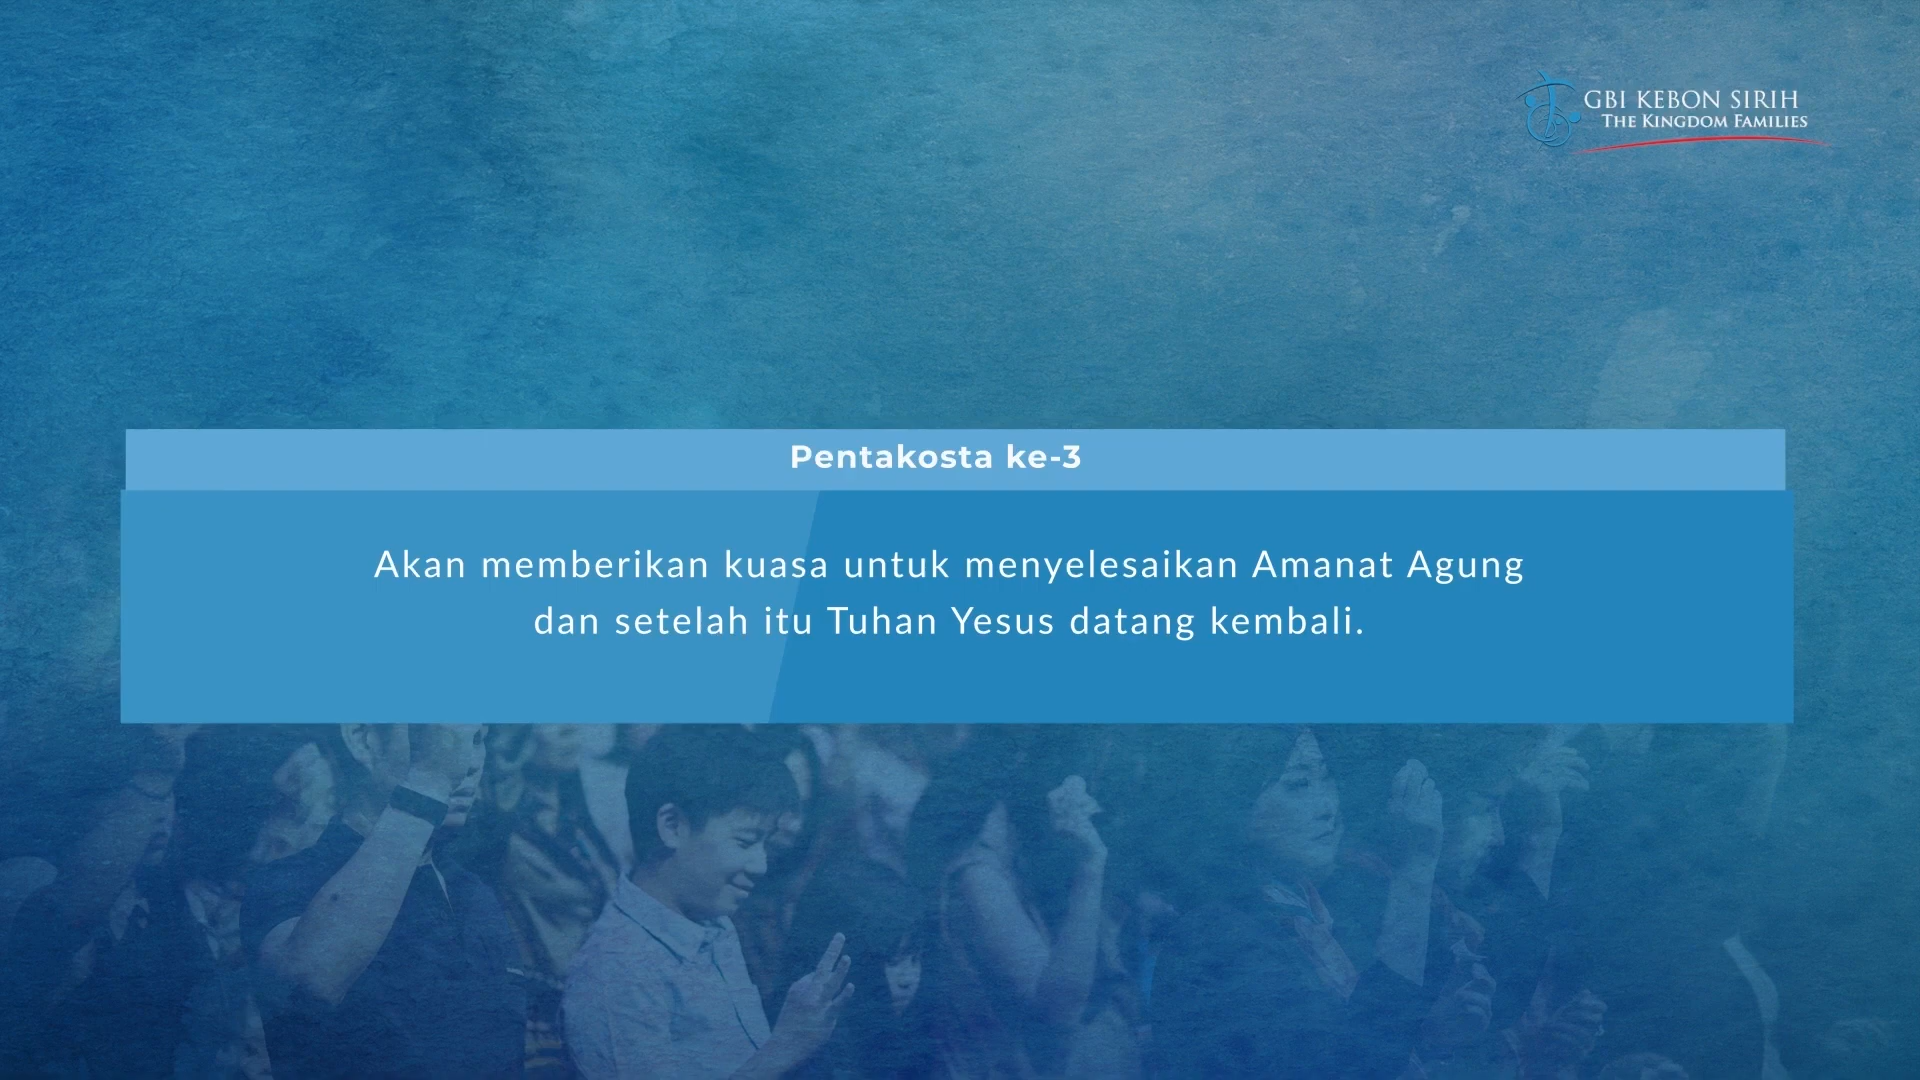 GBI KEBON SIRIH
THE KINGDOM FAMILIES
Pentakosta ke-3
Akan memberikan kuasa untuk menyelesaikan Amanat Agung
dan setelah itu Tuhan Yesus datang kembali.